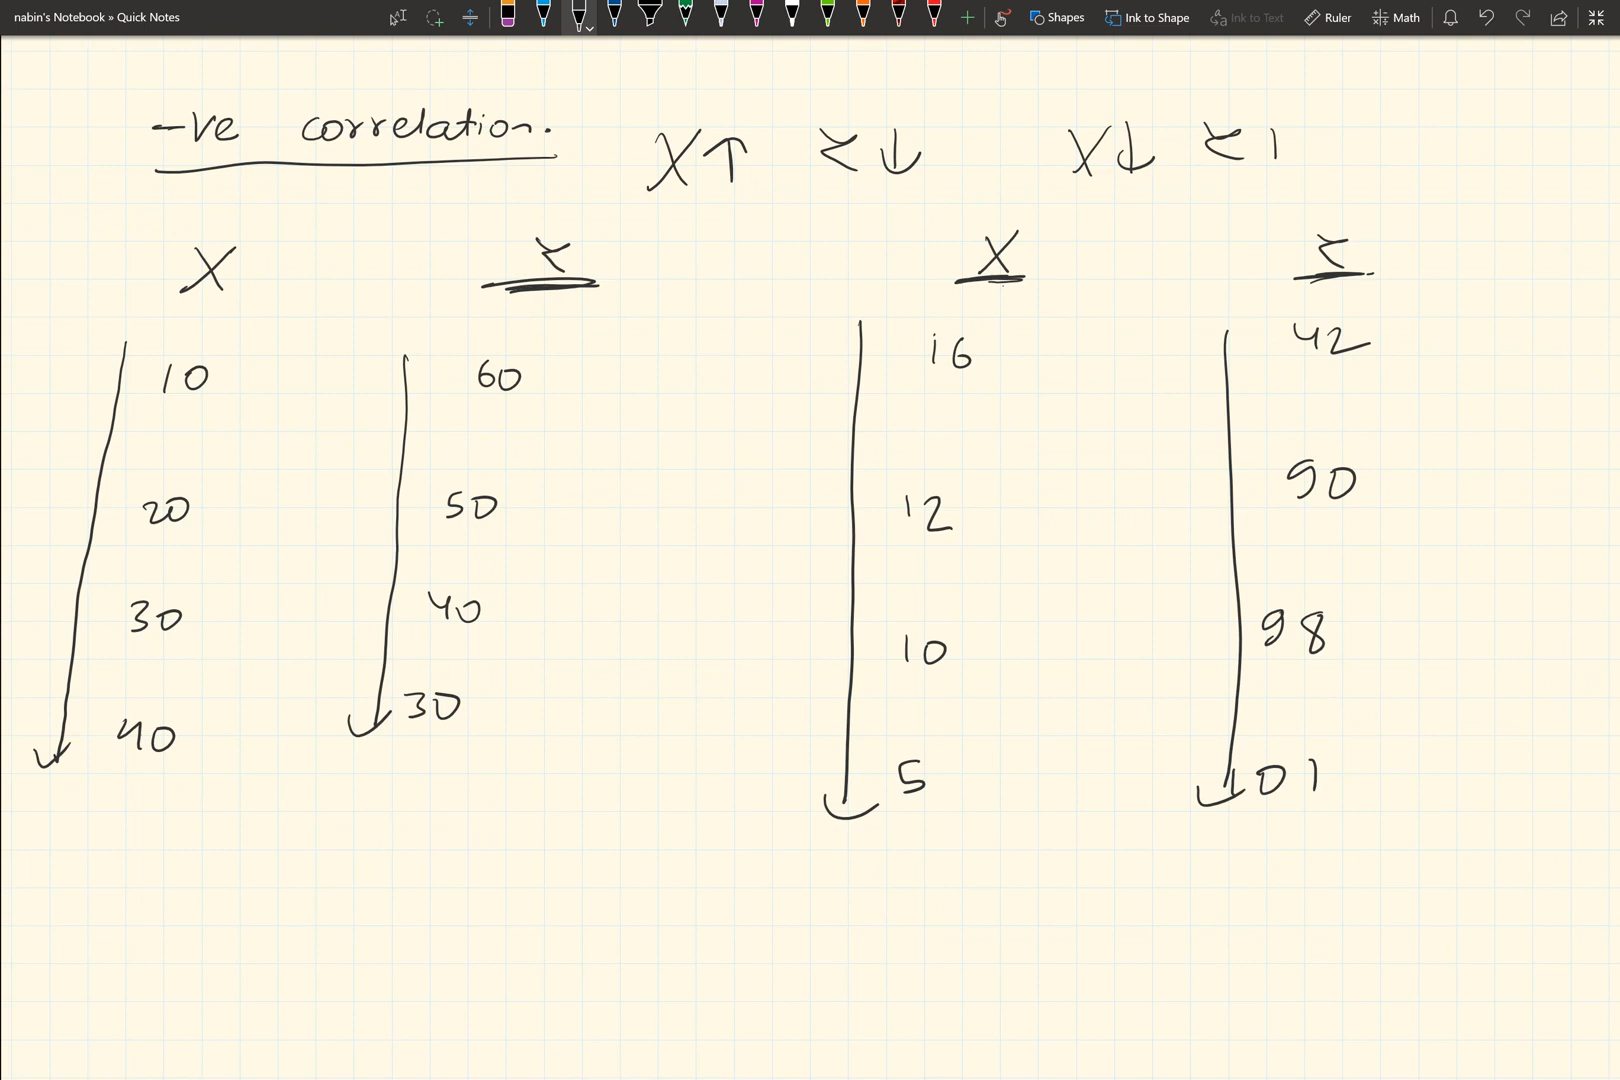 nabin's Notebook » Quick Notes Shapes Ink to Shape Ink to Text Ruler Math
-ve correlation. X↑ Y↓ X↓ Y↑
X Y X Y
10 60 16 42
20 50 12 90
30 40 10 98
40 30 5 101